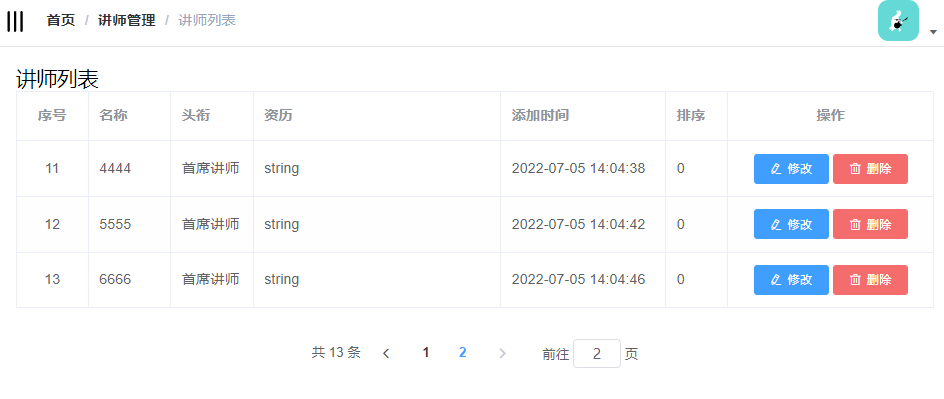 首页 / 讲师管理 / 讲师列表
讲师列表
序号 名称 头衔 资历 添加时间 排序 操作
11 4444 首席讲师 string 2022-07-05 14:04:38 0 修改 删除
12 5555 首席讲师 string 2022-07-05 14:04:42 0 修改 删除
13 6666 首席讲师 string 2022-07-05 14:04:46 0 修改 删除
共 13 条 1 2 前往 2 页